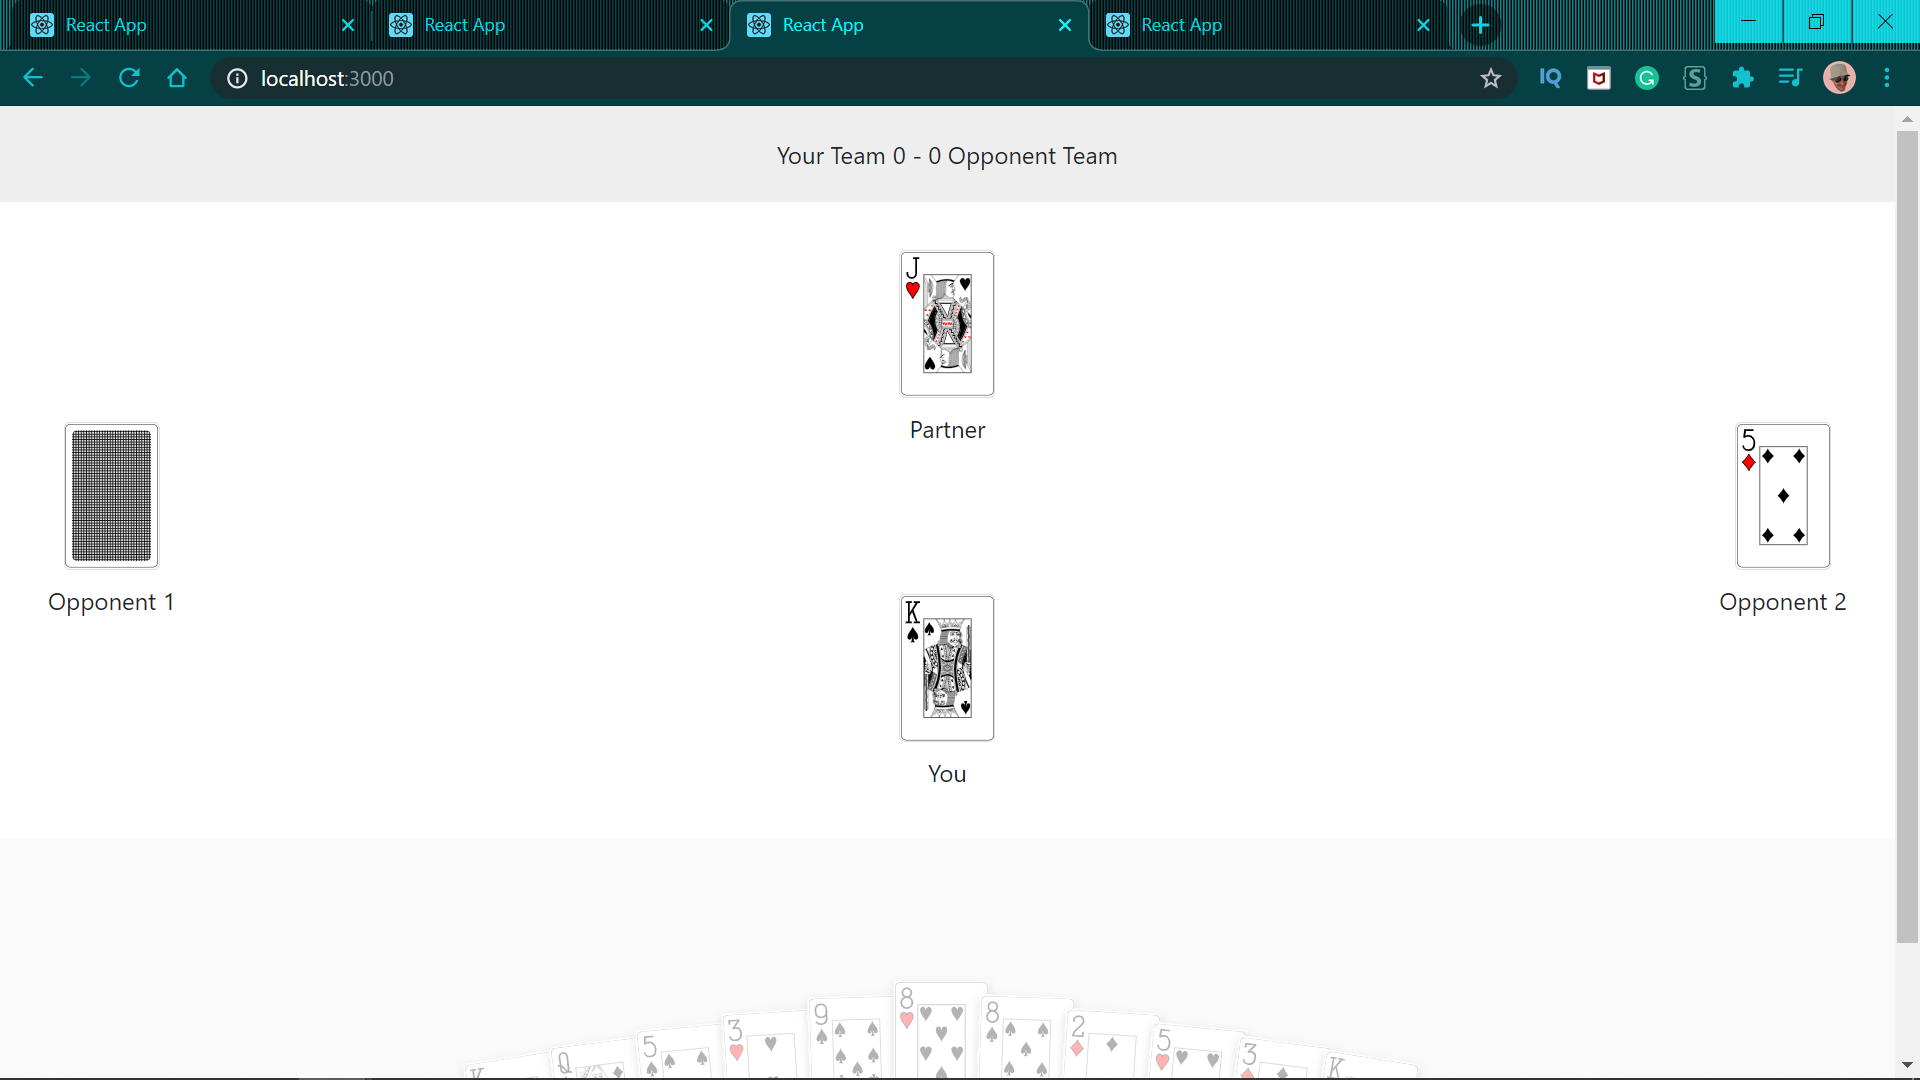 React App
React App
React App
React App
localhost:3000
IQ
Your Team 0 - 0 Opponent Team
J
Partner
5
Opponent 1
Opponent 2
K
You
K
Q
5
3
9
8
8
2
5
3
K